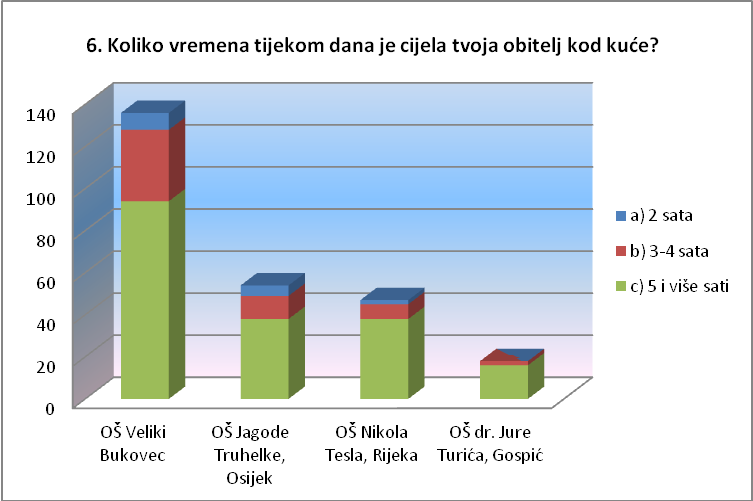 6. Koliko vremena tijekom dana je cijela tvoja obitelj kod kuće?
140
120
100
80
60
40
20
0
a) 2 sata
b) 3-4 sata
c) 5 i više sati
OŠ Veliki
Bukovec
OŠ Jagode
Truhelke,
Osijek
OŠ Nikola
Tesla, Rijeka
OŠ dr. Jure
Turića, Gospić